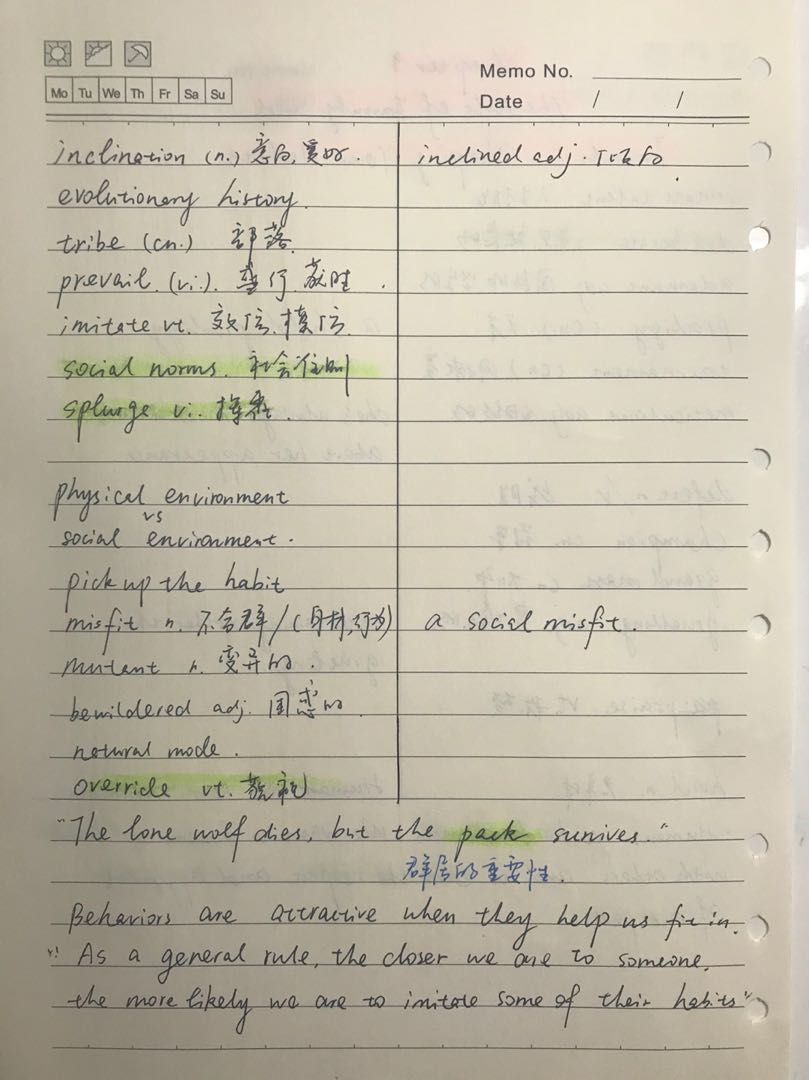 Memo No.
Mo Tu We Th Fr Sa Su
Date / /
inclination (n.) 意向, 爱好. inclined adj.
evolutionary history.
tribe (cn.) 部落.
prevail. (vi.). 盛行. 获胜.
imitate vt. 效仿. 模仿.
social norms. 社会准则
splurge vi. 挥霍.
physical environment
vs
social environment.
pick up the habit
misfit n. 不合群/(身材,行为) a social misfit.
mutant n. 变异的.
bewildered adj. 困惑的.
natural mode.
override vt. 藐视
"The lone wolf dies, but the pack survives."
群居的重要性.
Behaviors are attractive when they help us fit in.
"As a general rule, the closer we are to someone,
the more likely we are to imitate some of their habits"